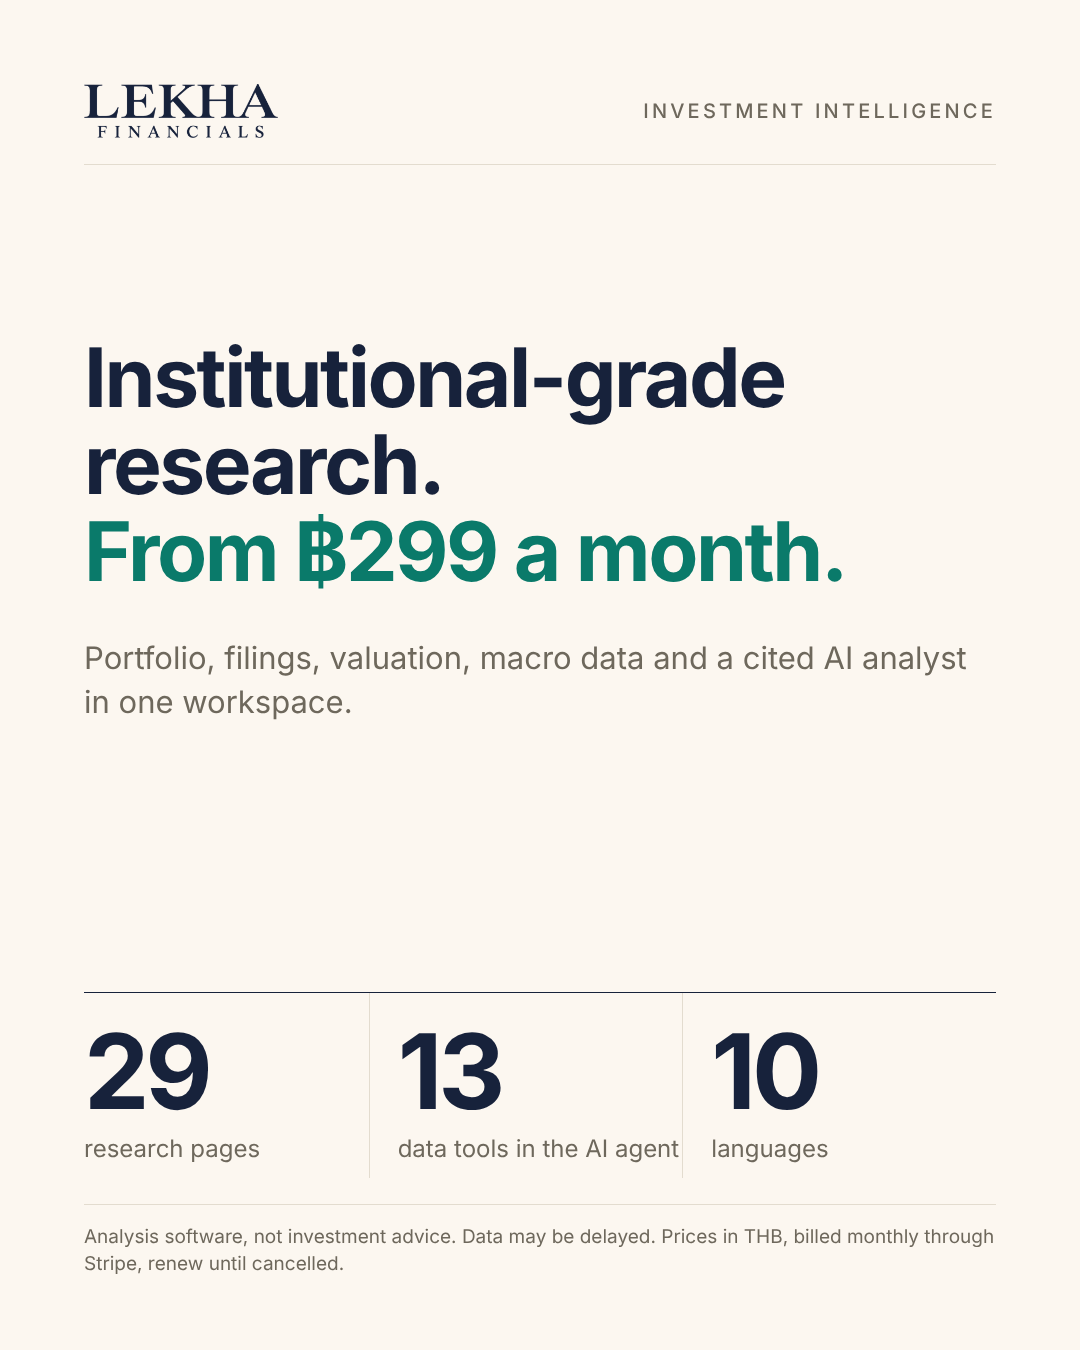 LEKHA
FINANCIALS
INVESTMENT INTELLIGENCE
Institutional-grade
research.
From ฿299 a month.
Portfolio, filings, valuation, macro data and a cited AI analyst
in one workspace.
29
research pages
13
data tools in the AI agent
10
languages
Analysis software, not investment advice. Data may be delayed. Prices in THB, billed monthly through
Stripe, renew until cancelled.